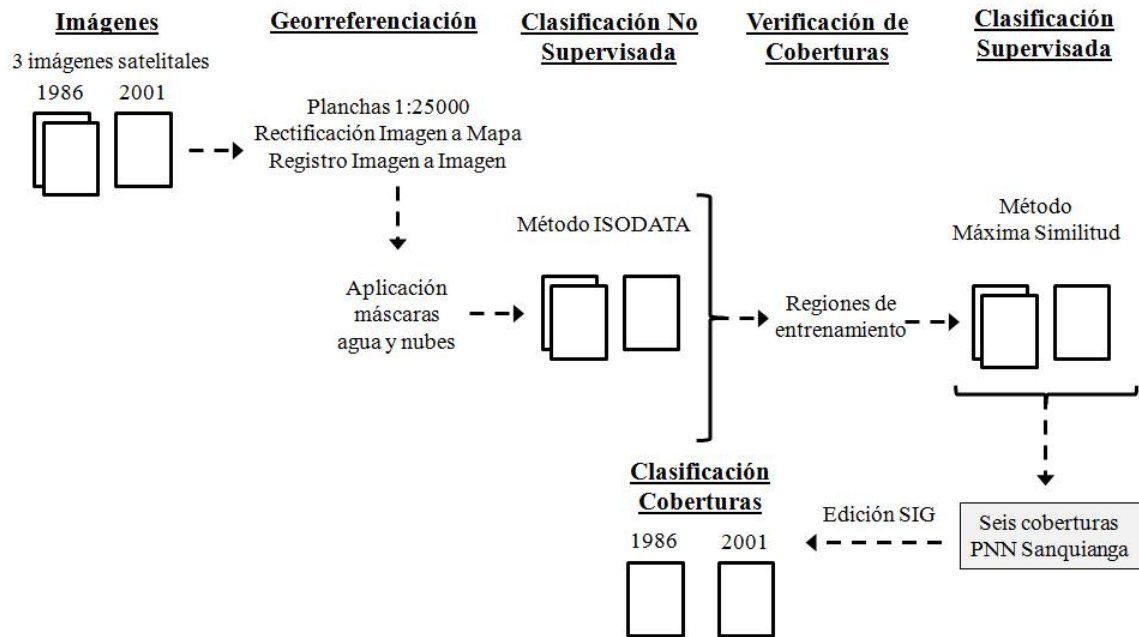 Imágenes
3 imágenes satelitales
1986 2001
Georreferenciación
Planchas 1:25000
Rectificación Imagen a Mapa
Registro Imagen a Imagen
Aplicación
máscaras
agua y nubes
Clasificación No
Supervisada
Método ISODATA
Verificación de
Coberturas
Regiones de
entrenamiento
Clasificación
Supervisada
Método
Máxima Similitud
Seis coberturas
PNN Sanquianga
Edición SIG
Clasificación
Coberturas
1986 2001